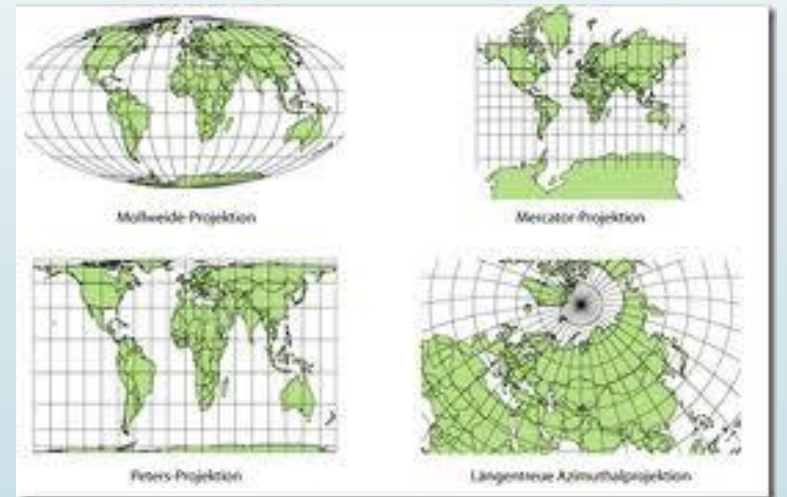 Mollweide-Projektion
Mercator-Projektion
Peters-Projektion
Längentreue Azimuthalprojektion